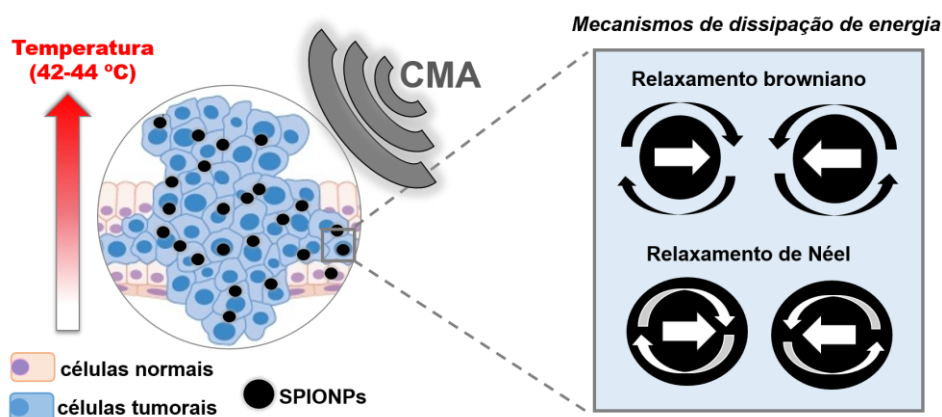 Mecanismos de dissipação de energia
Temperatura
(42-44 ºC)
CMA
Relaxamento browniano
Relaxamento de Néel
células normais
células tumorais
SPIONPs